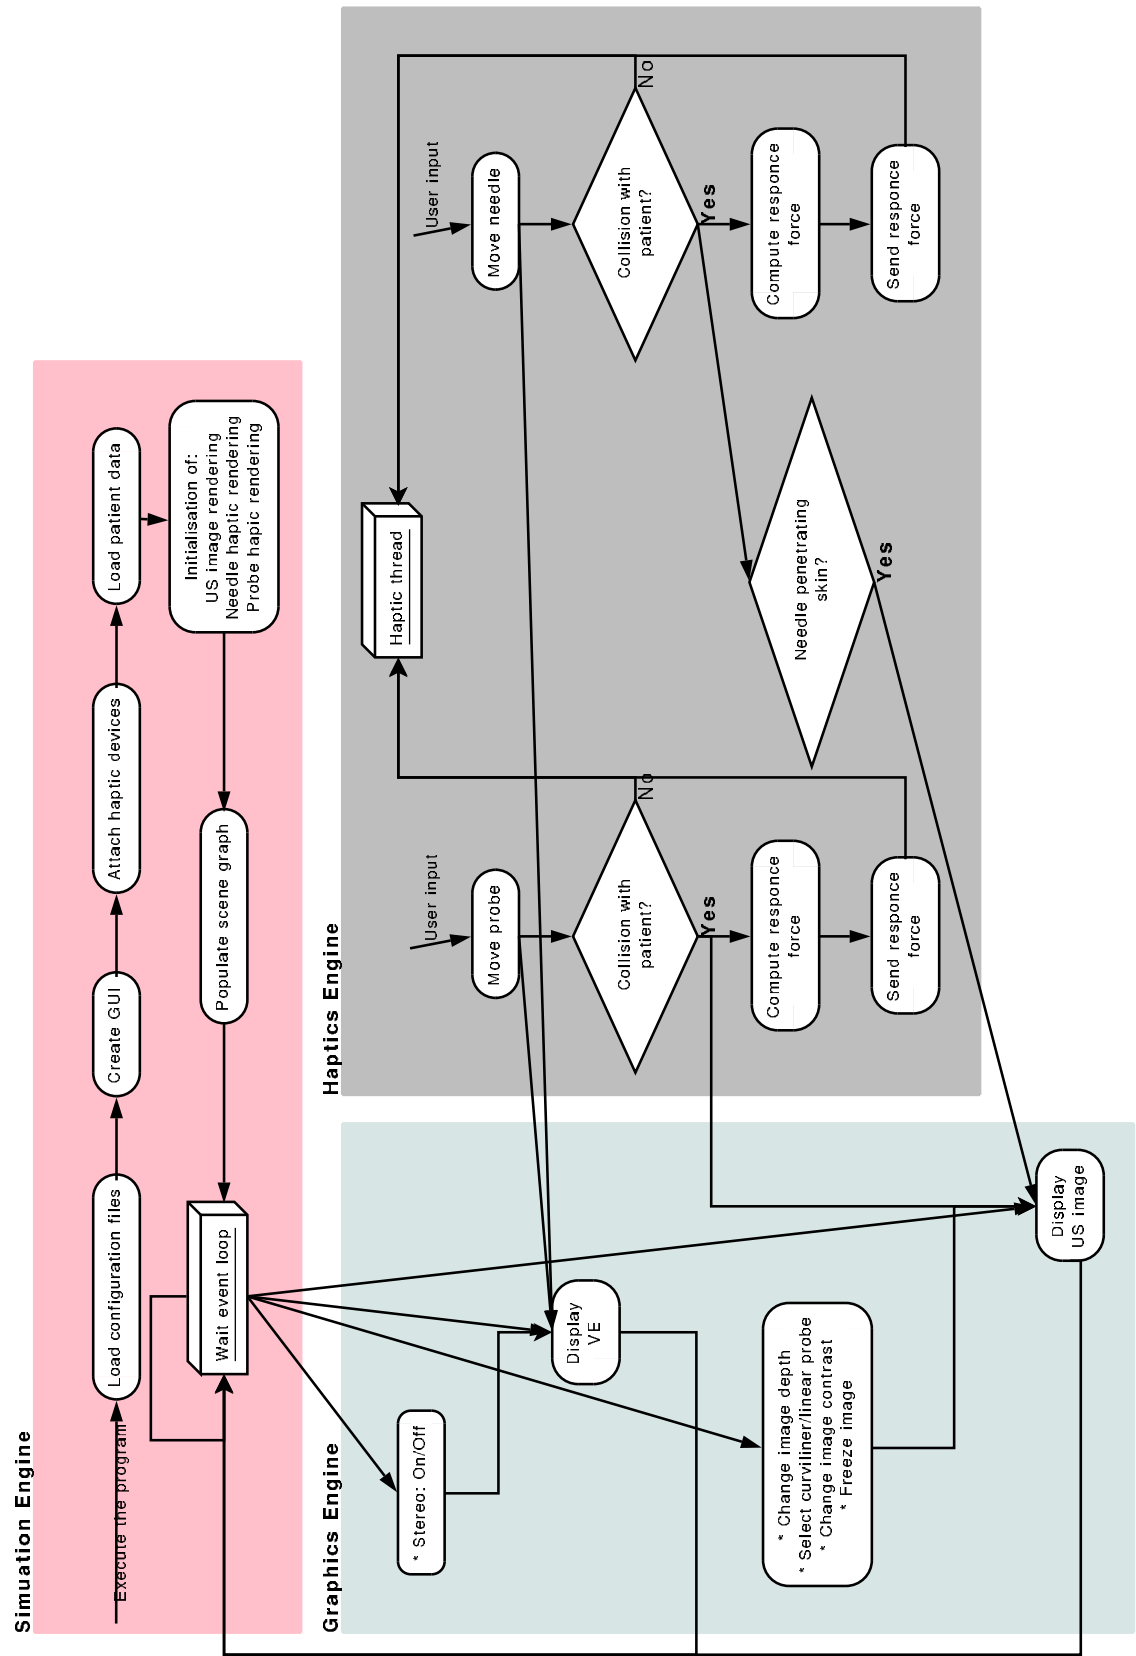 Simuation Engine
Execute the program
Load configuration files
Create GUI
Attach haptic devices
Load patient data
Initialisation of:
US image rendering
Needle haptic rendering
Probe hapic rendering
Populate scene graph
Wait event loop
Graphics Engine
* Stereo: On/Off
Display
VE
* Change image depth
* Select curviliner/linear probe
* Change image contrast
* Freeze image
Display
US image
Haptics Engine
Haptic thread
User input
Move probe
Collision with
patient?
No
Yes
Compute responce
force
Send responce
force
User input
Move needle
Collision with
patient?
No
Yes
Compute responce
force
Send responce
force
Needle penetrating
skin?
Yes